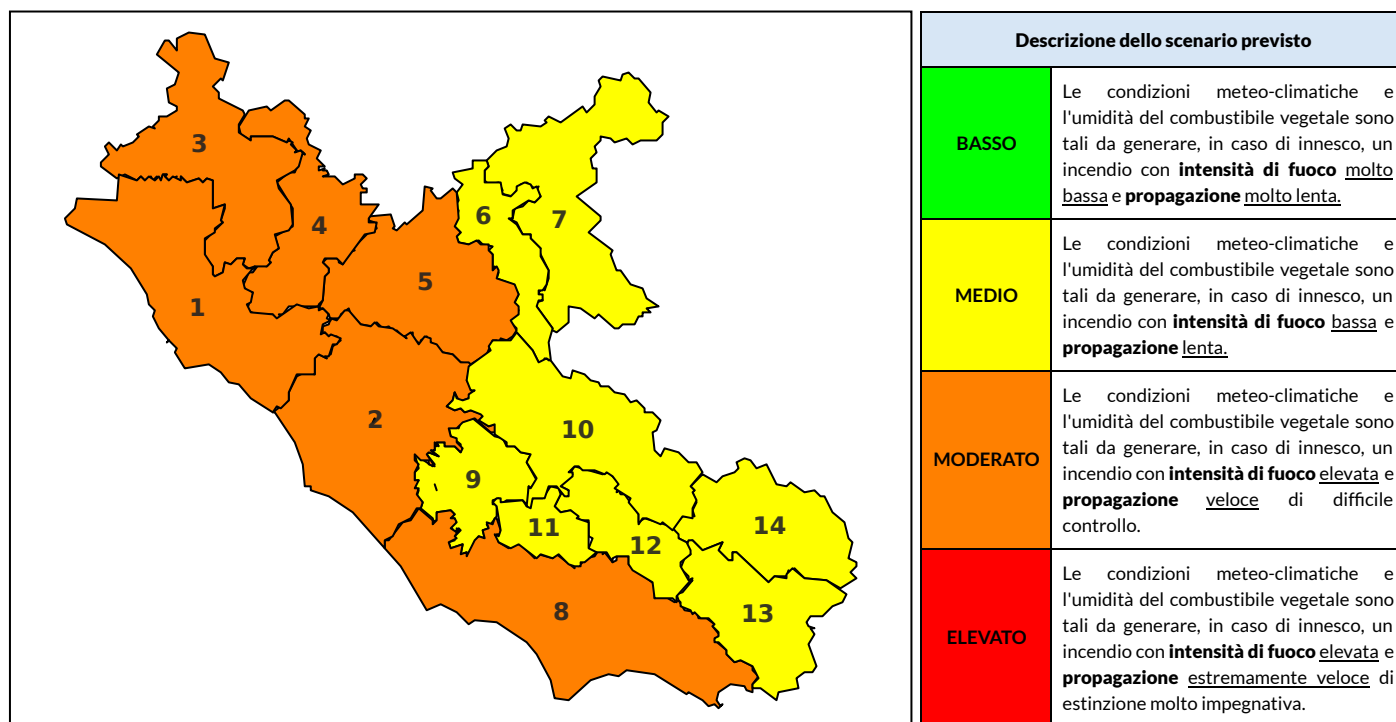 3
4
6
7
5
1
2
10
9
11
12
14
8
13
Descrizione dello scenario previsto
BASSO
Le condizioni meteo-climatiche e
l'umidità del combustibile vegetale sono
tali da generare, in caso di innesco, un
incendio con intensità di fuoco molto
bassa e propagazione molto lenta.
MEDIO
Le condizioni meteo-climatiche e
l'umidità del combustibile vegetale sono
tali da generare, in caso di innesco, un
incendio con intensità di fuoco bassa e
propagazione lenta.
MODERATO
Le condizioni meteo-climatiche e
l'umidità del combustibile vegetale sono
tali da generare, in caso di innesco, un
incendio con intensità di fuoco elevata e
propagazione veloce di difficile
controllo.
ELEVATO
Le condizioni meteo-climatiche e
l'umidità del combustibile vegetale sono
tali da generare, in caso di innesco, un
incendio con intensità di fuoco elevata e
propagazione estremamente veloce di
estinzione molto impegnativa.